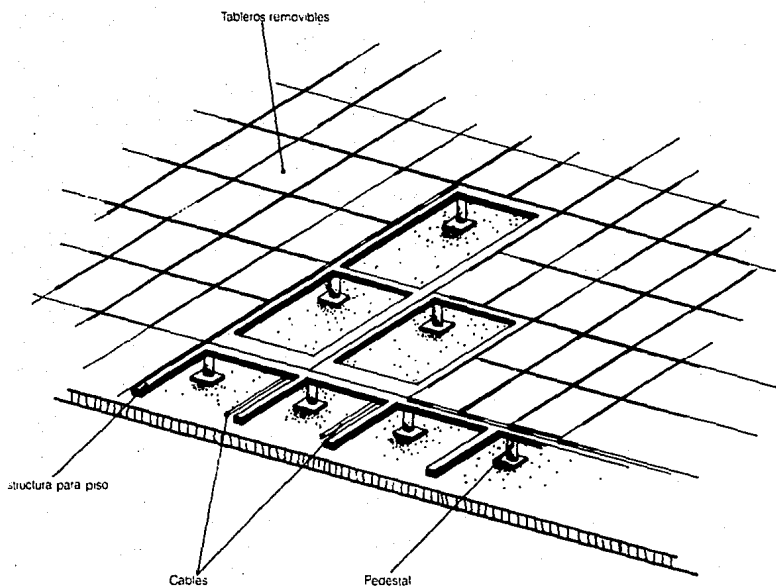 Tableros removibles
structura para piso
Cables
Pedestal